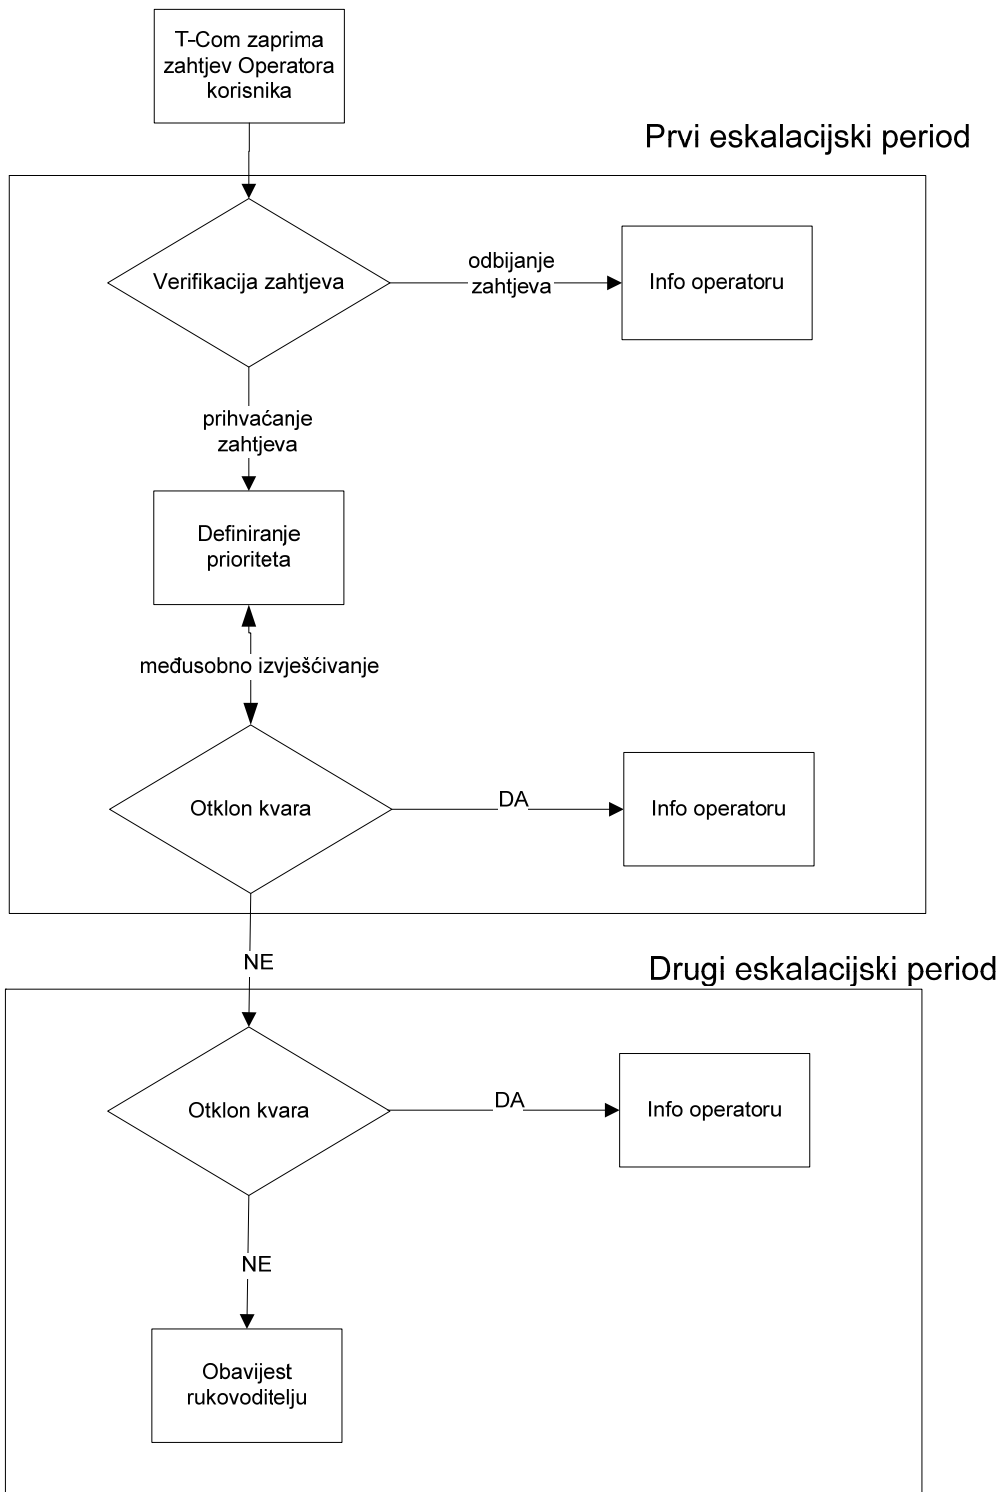 T-Com zaprima
zahtjev Operatora
korisnika
Prvi eskalacijski period
Verifikacija zahtjeva
odbijanje
zahtjeva
Info operatoru
prihvaćanje
zahtjeva
Definiranje
prioriteta
međusobno izvješćivanje
Otklon kvara
DA
Info operatoru
NE
Drugi eskalacijski period
Otklon kvara
DA
Info operatoru
NE
Obavijest
rukovoditelju